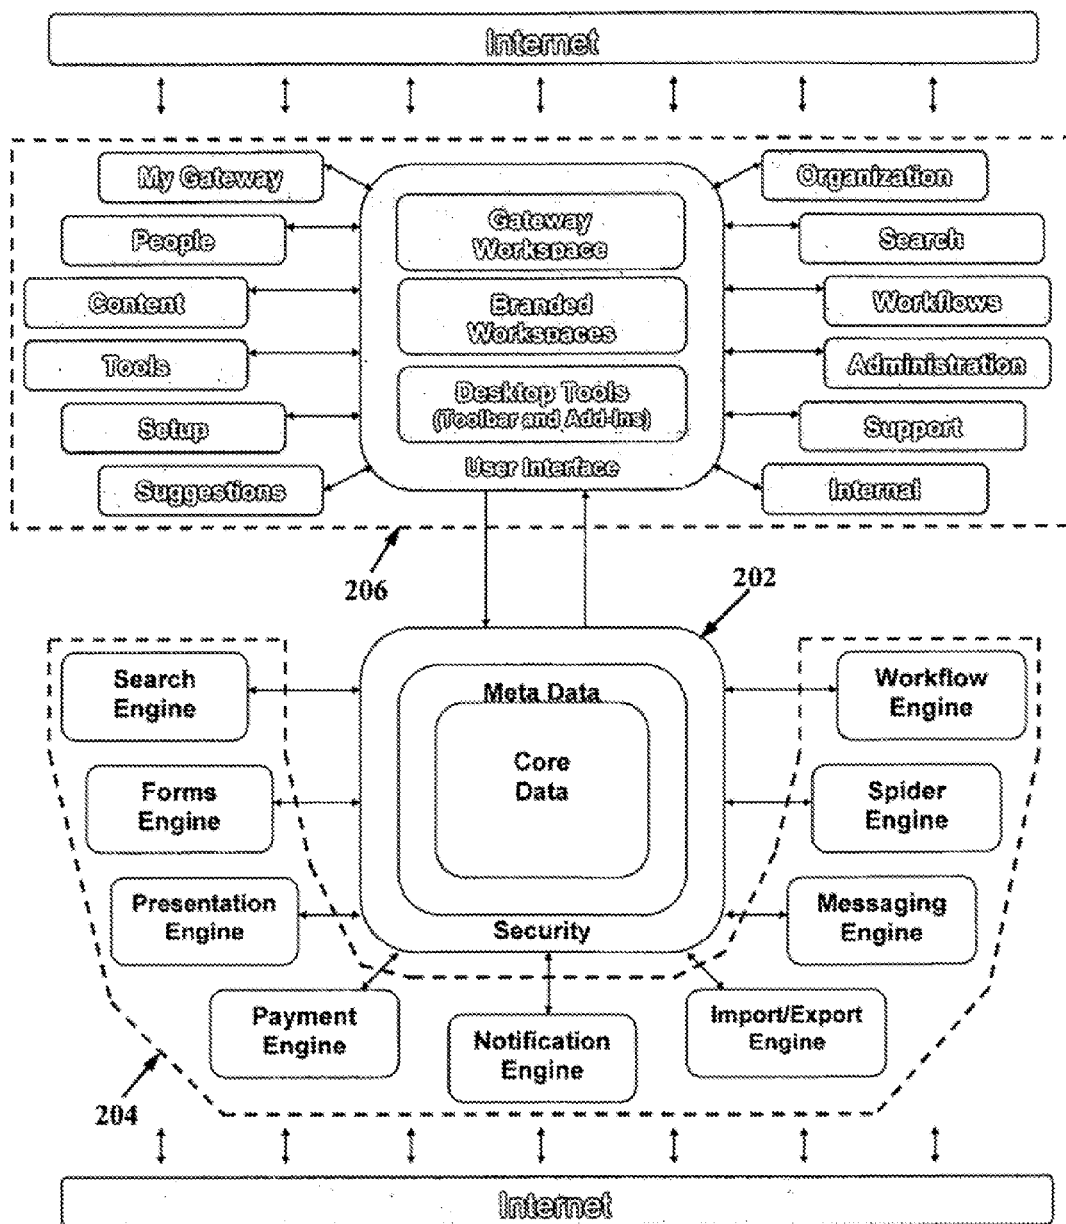 Internet
My Gateway
People
Content
Tools
Setup
Suggestions
Gateway
Workspace
Branded
Workspaces
Desktop Tools
(Toolbar and Add-Ins)
User Interface
Organization
Search
Workflows
Administration
Support
Internal
206
202
Search
Engine
Forms
Engine
Presentation
Engine
Meta Data
Core
Data
Security
Workflow
Engine
Spider
Engine
Messaging
Engine
Payment
Engine
Notification
Engine
Import/Export
Engine
204
Internet